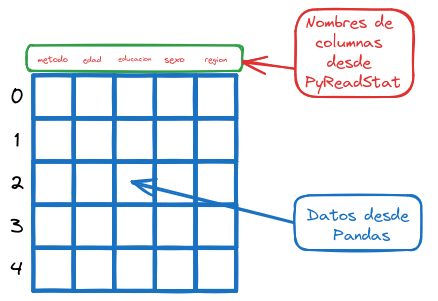 Nombres de
columnas
desde
PyReadStat
metodo edad educacion sexo region
0
1
2
3
4
Datos desde
Pandas